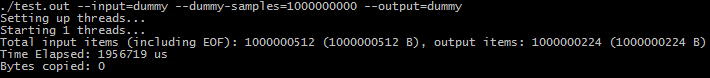 ./test.out --input=dummy --dummy-samples=1000000000 --output=dummy
Setting up threads...
Starting 1 threads...
Total input items (including EOF): 1000000512 (1000000512 B), output items: 1000000224 (1000000224 B)
Time Elapsed: 1956719 us
Bytes copied: 0